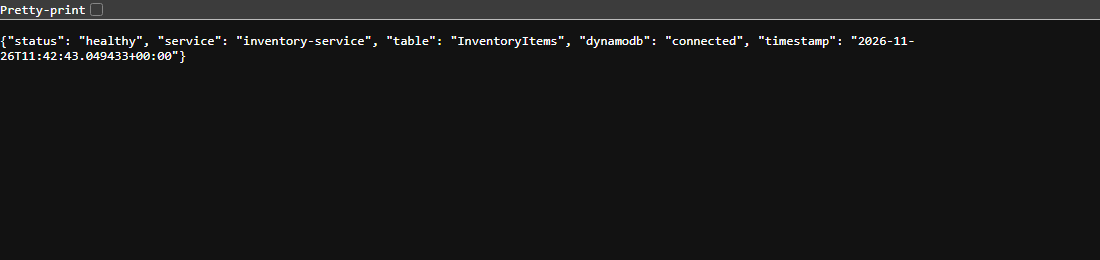 Pretty-print
{"status": "healthy", "service": "inventory-service", "table": "InventoryItems", "dynamodb": "connected", "timestamp": "2026-11-
26T11:42:43.049433+00:00"}